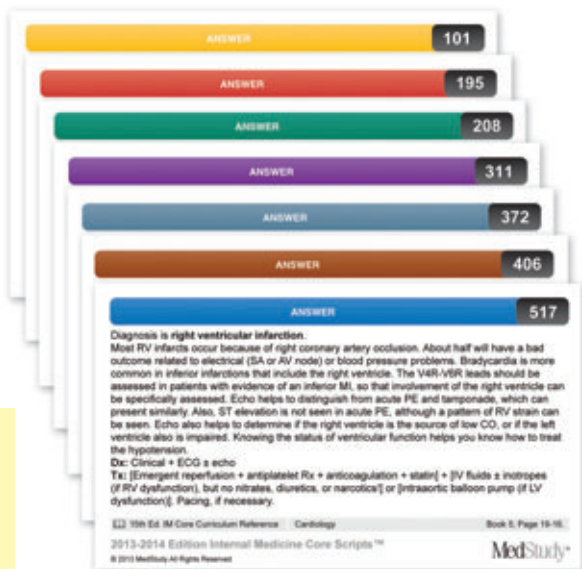 ANSWER 101
ANSWER 195
ANSWER 208
ANSWER 311
ANSWER 372
ANSWER 406
ANSWER 517
Diagnosis is right ventricular infarction.
Most RV infarcts occur because of right coronary artery occlusion. About half will have a bad
outcome related to electrical (SA or AV node) or blood pressure problems. Bradycardia is more
common in inferior infarctions that include the right ventricle. The V4R-V6R leads should be
assessed in patients with evidence of an inferior MI, so that involvement of the right ventricle can
be specifically assessed. Echo helps to distinguish from acute PE and tamponade, which can
present similarly. Also, ST elevation is not seen in acute PE, although a pattern of RV strain can
be seen. Echo also helps to determine if the right ventricle is the source of low CO, or if the left
ventricle also is impaired. Knowing the status of ventricular function helps you know how to treat
the hypotension.
Dx: Clinical + ECG ± echo
Tx: [Emergent reperfusion + antiplatelet Rx + anticoagulation + statin] + [IV fluids ± inotropes
(if RV dysfunction), but no nitrates, diuretics, or narcotics!] or [intraaortic balloon pump (if LV
dysfunction)]. Pacing, if necessary.
15th Ed. IM Core Curriculum Reference Cardiology Book 5, Page
2013-2014 Edition Internal Medicine Core Scripts™
© 2013 MedStudy All Rights Reserved MedStudy